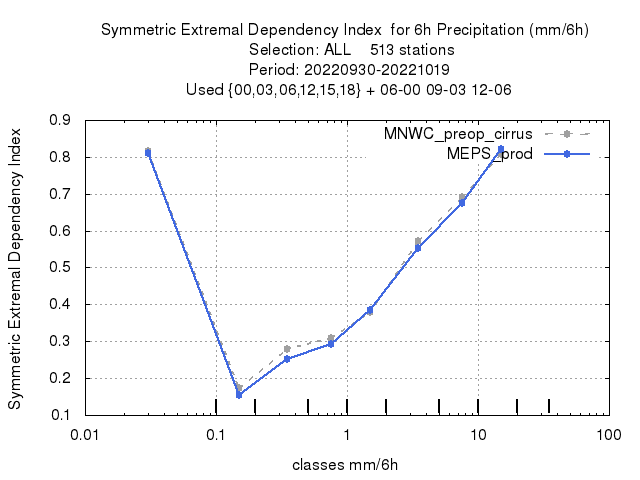 Symmetric Extremal Dependency Index for 6h Precipitation (mm/6h)
Selection: ALL 513 stations
Period: 20220930-20221019
Used {00,03,06,12,15,18} + 06-00 09-03 12-06
MNWC_preop_cirrus
MEPS_prod
Symmetric Extremal Dependency Index
0.9
0.8
0.7
0.6
0.5
0.4
0.3
0.2
0.1
0.01 0.1 1 10 100
classes mm/6h